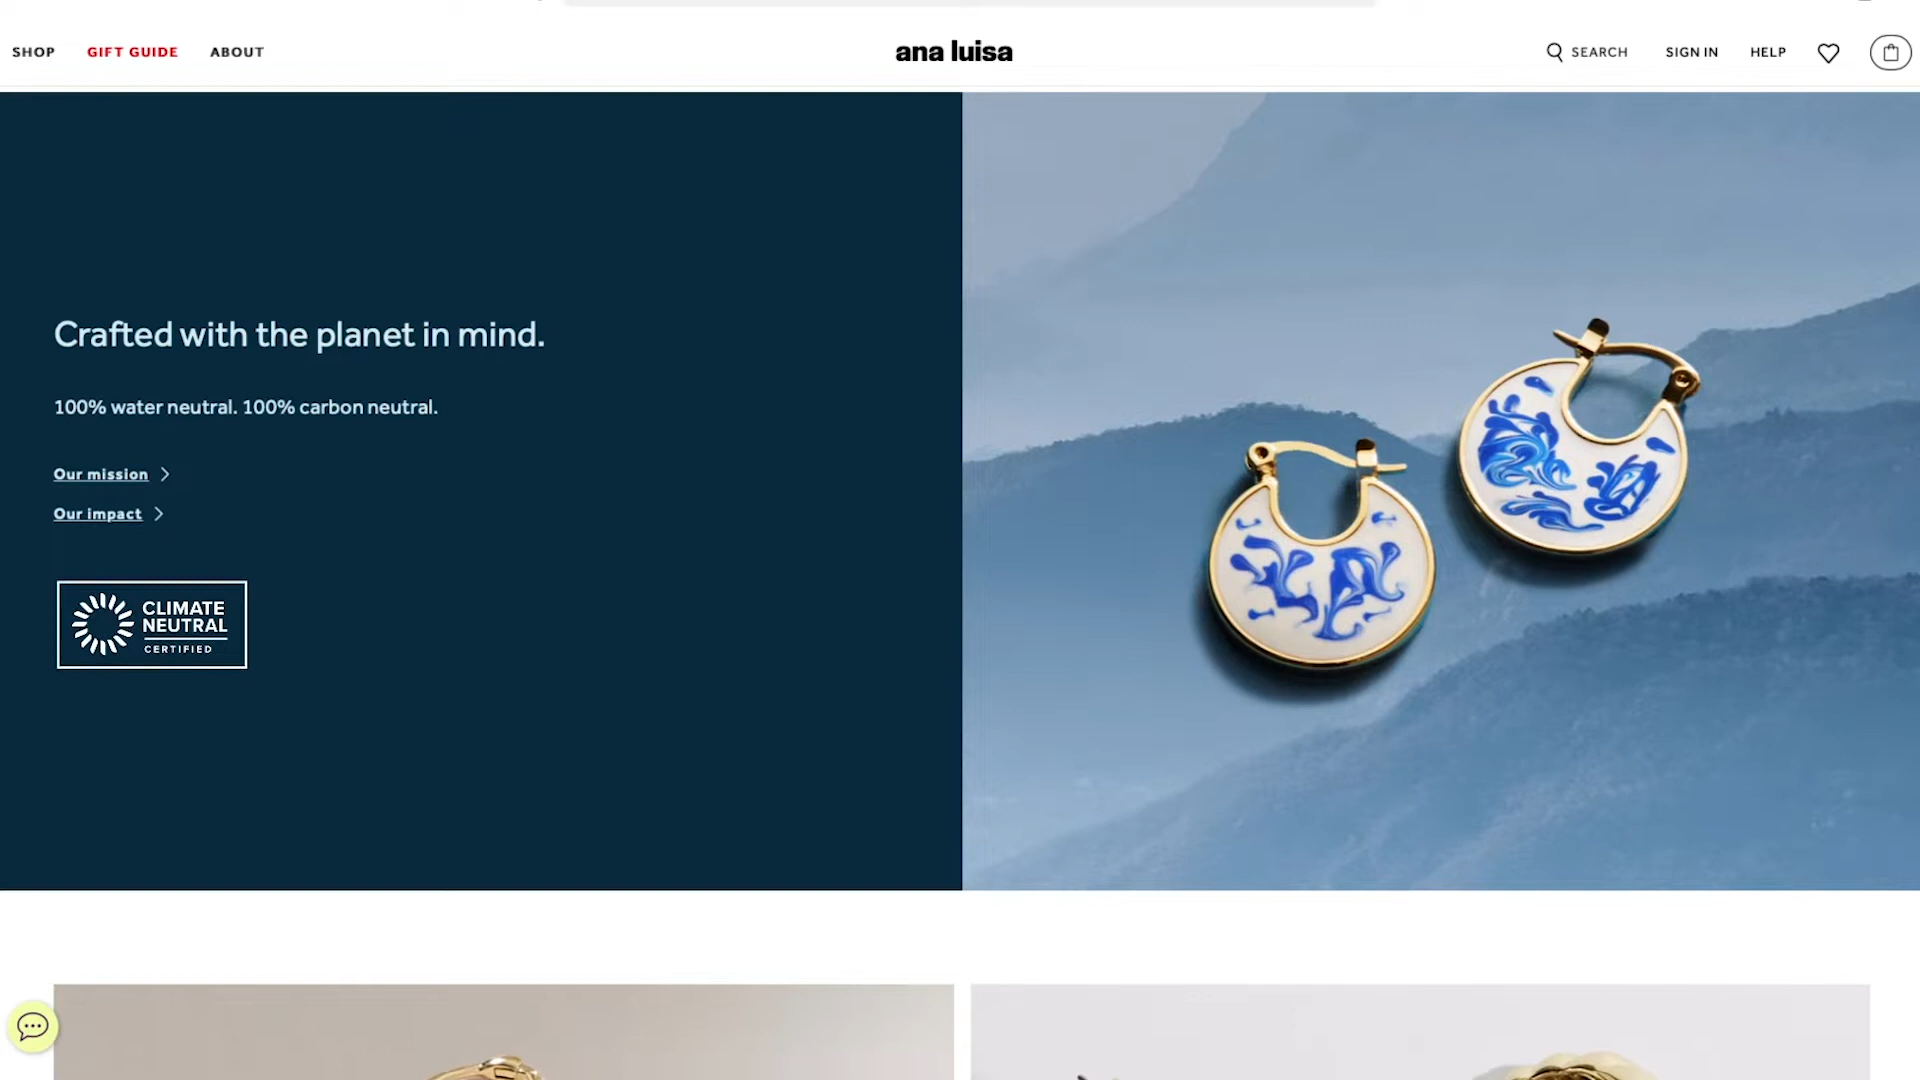 SHOP
GIFT GUIDE
ABOUT
ana luisa
SEARCH
SIGN IN
HELP
Crafted with the planet in mind.
100% water neutral. 100% carbon neutral.
Our mission
Our impact
CLIMATE
NEUTRAL
CERTIFIED